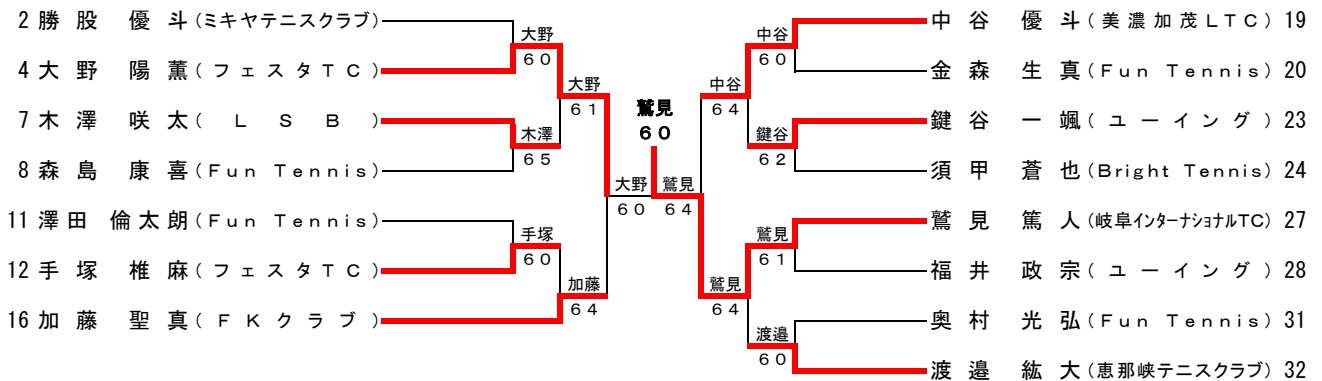 2 勝股 優斗(ミキヤテニスクラブ)
大野
60
4 大野 陽薫(フェスタTC)
大野
61
7 木澤 咲太(LSB)
木澤
65
8 森島 康喜(Fun Tennis)
大野
60
11 澤田 倫太朗(Fun Tennis)
手塚
60
12 手塚 椎麻(フェスタTC)
加藤
64
16 加藤 聖真(FKクラブ)
鷲見
60
中谷 優斗(美濃加茂LTC) 19
中谷
60
金森 生真(Fun Tennis) 20
中谷
64
鍵谷 一颯(ユーイング) 23
鍵谷
62
須甲 蒼也(Bright Tennis) 24
鷲見
64
鷲見 篤人(岐阜インターナショナルTC) 27
鷲見
61
福井 政宗(ユーイング) 28
鷲見
64
奥村 光弘(Fun Tennis) 31
渡邉
60
渡邉 紘大(恵那峡テニスクラブ) 32